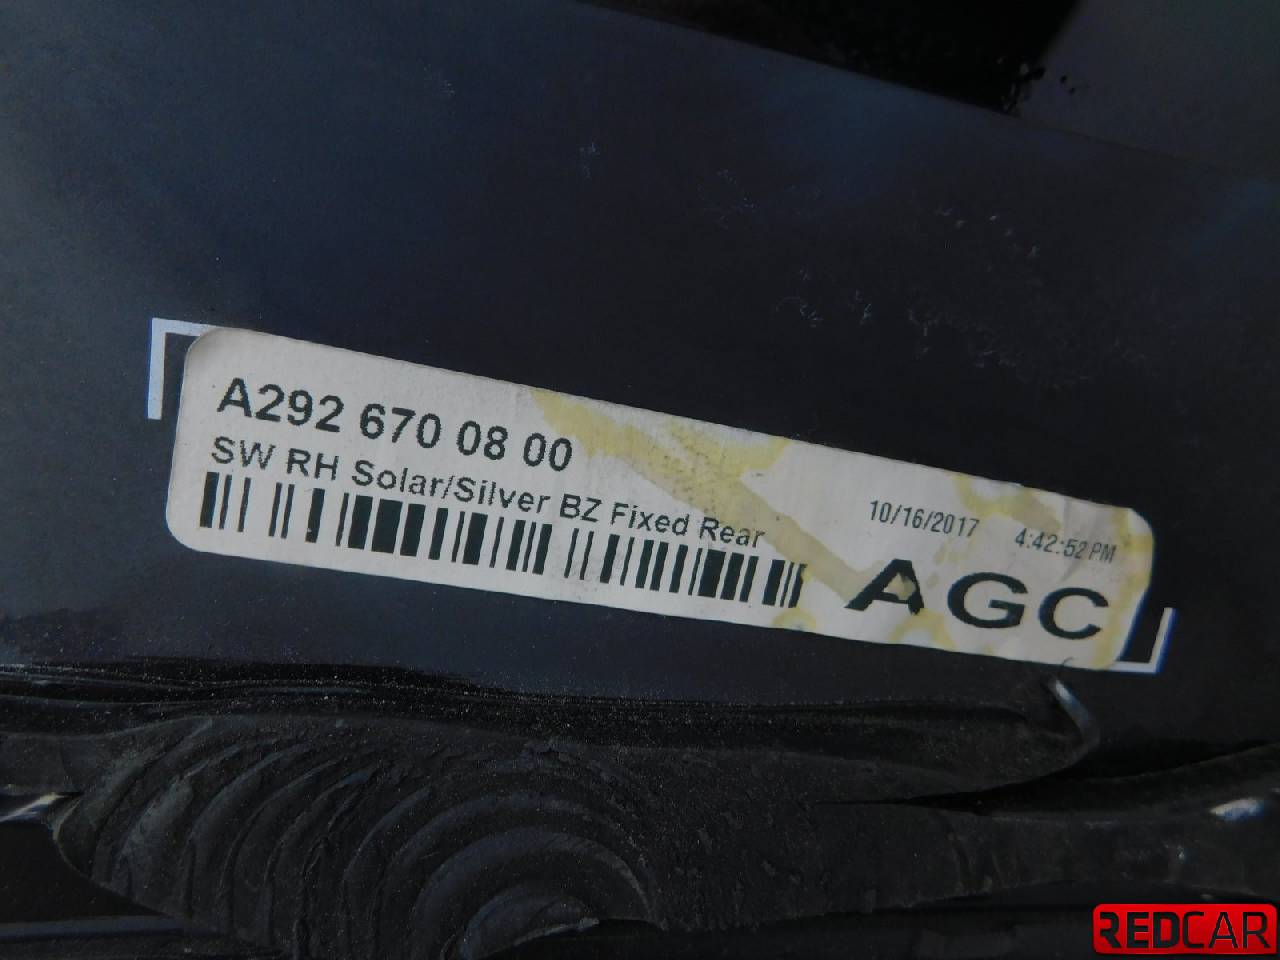 A292 670 08 00
SW RH Solar/Silver BZ Fixed Rear
10/16/2017 4:42:52 PM
AGC
REDCAR